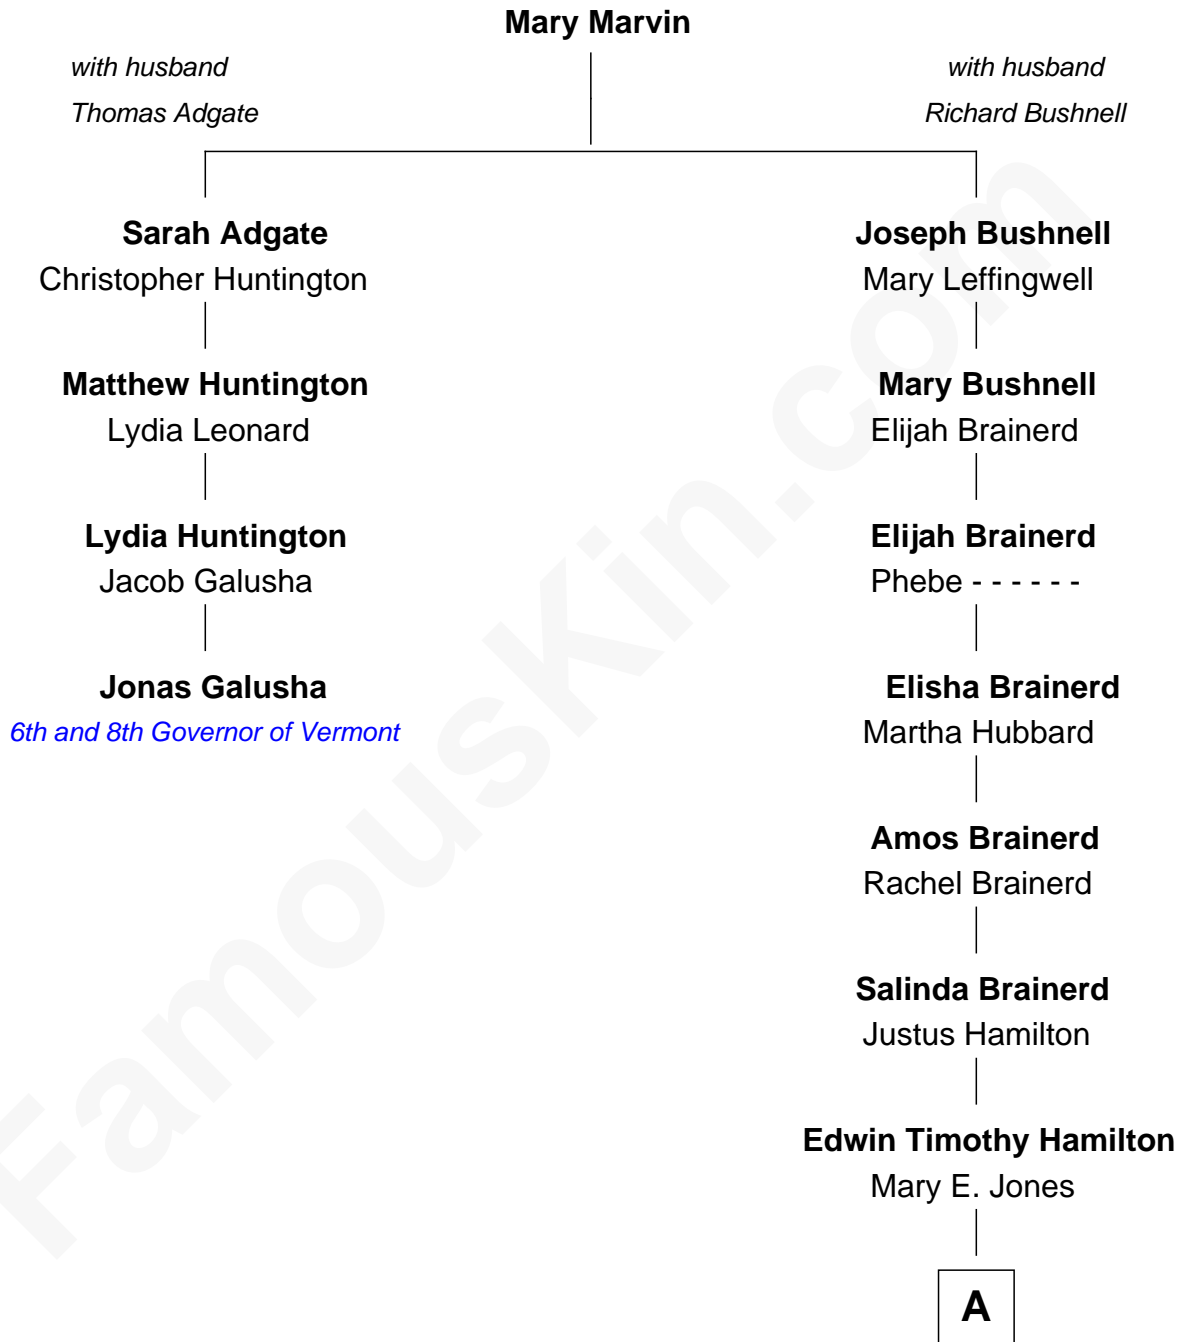 Mary Marvin
with husband
Thomas Adgate
with husband
Richard Bushnell
Sarah Adgate
Christopher Huntington
Joseph Bushnell
Mary Leffingwell
Matthew Huntington
Lydia Leonard
Mary Bushnell
Elijah Brainerd
Lydia Huntington
Jacob Galusha
Elijah Brainerd
Phebe - - - - - -
Jonas Galusha
6th and 8th Governor of Vermont
Elisha Brainerd
Martha Hubbard
Amos Brainerd
Rachel Brainerd
Salinda Brainerd
Justus Hamilton
Edwin Timothy Hamilton
Mary E. Jones
A
FamousKin.com